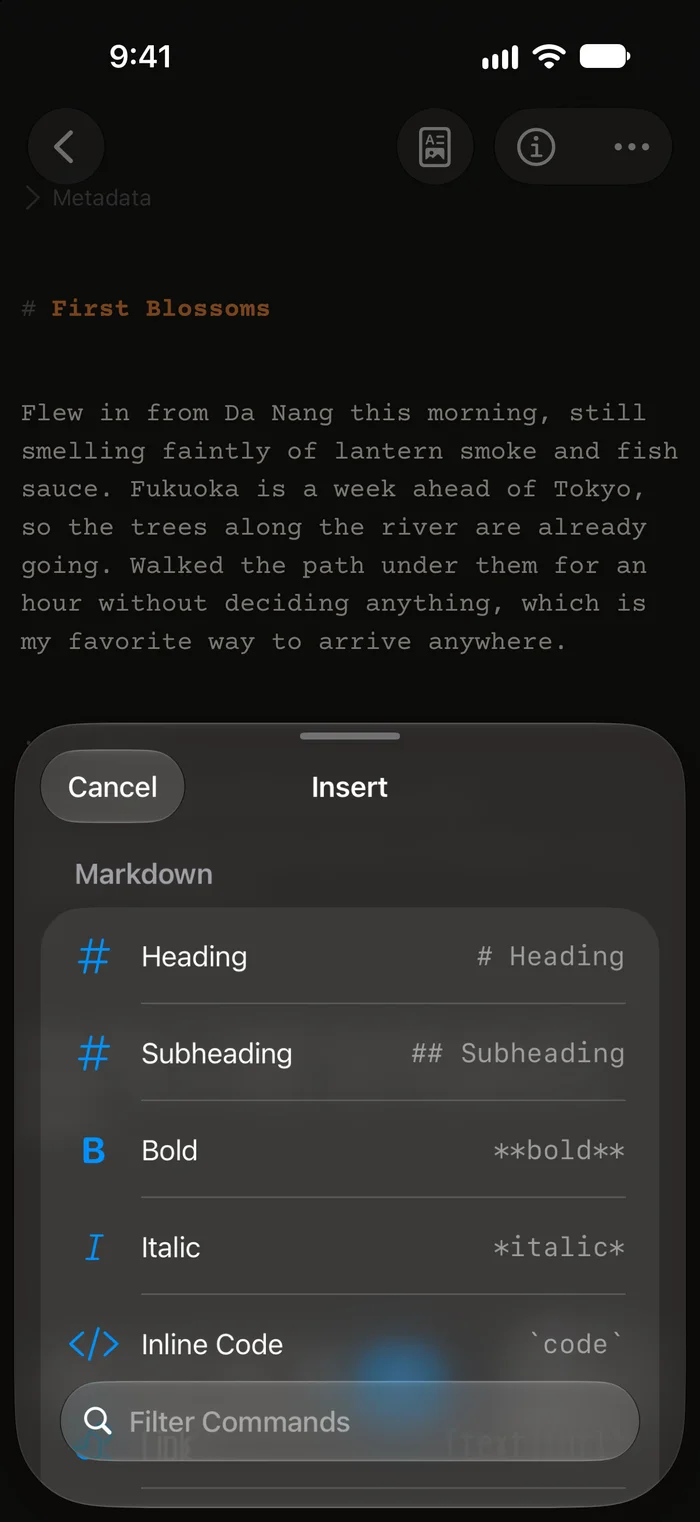 9:41
Metadata
# First Blossoms
Flew in from Da Nang this morning, still
smelling faintly of lantern smoke and fish
sauce. Fukuoka is a week ahead of Tokyo,
so the trees along the river are already
going. Walked the path under them for an
hour without deciding anything, which is
my favorite way to arrive anywhere.
Cancel
Insert
Markdown
# Heading # Heading
# Subheading ## Subheading
B Bold **bold**
I Italic *italic*
</> Inline Code `code`
Filter Commands
Link